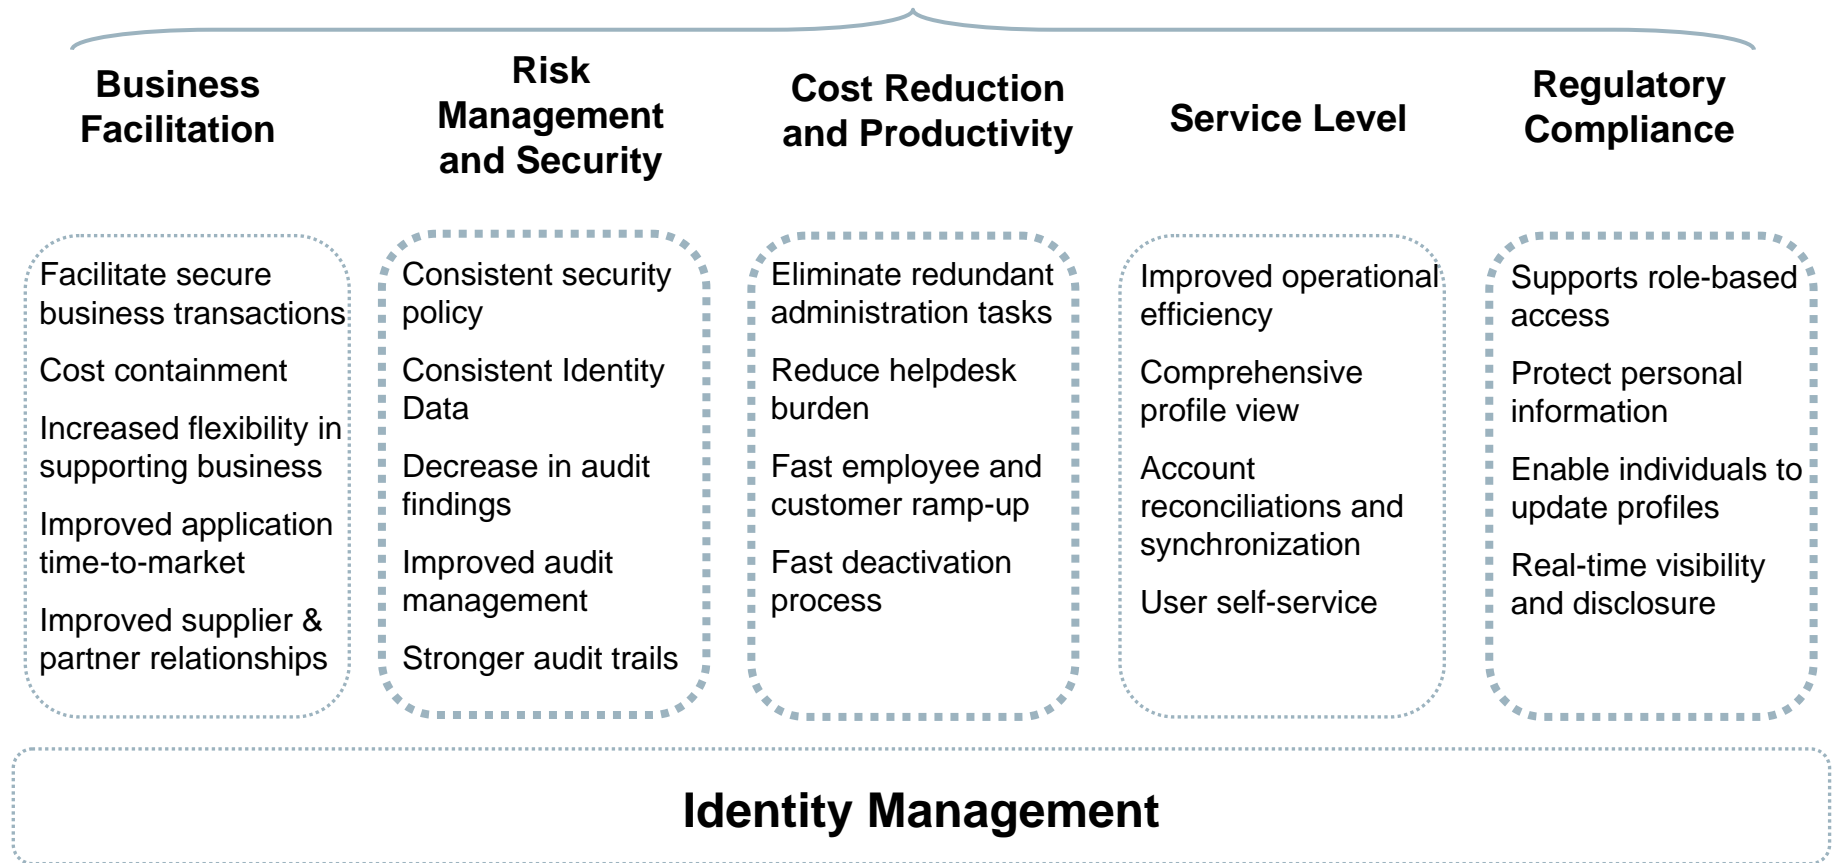 Business
Facilitation
Risk
Management
and Security
Cost Reduction
and Productivity
Service Level
Regulatory
Compliance
Facilitate secure
business transactions
Cost containment
Increased flexibility in
supporting business
Improved application
time-to-market
Improved supplier &
partner relationships
Consistent security
policy
Consistent Identity
Data
Decrease in audit
findings
Improved audit
management
Stronger audit trails
Eliminate redundant
administration tasks
Reduce helpdesk
burden
Fast employee and
customer ramp-up
Fast deactivation
process
Improved operational
efficiency
Comprehensive
profile view
Account
reconciliations and
synchronization
User self-service
Supports role-based
access
Protect personal
information
Enable individuals to
update profiles
Real-time visibility
and disclosure
Identity Management